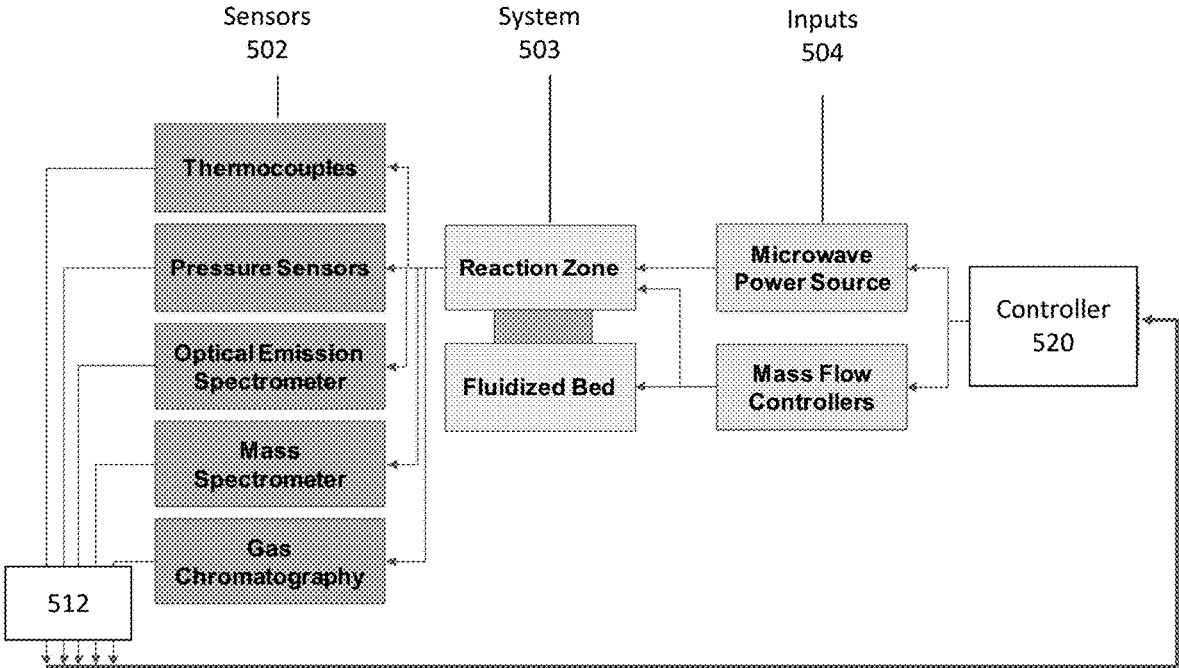 Sensors
502
System
503
Inputs
504
Thermocouples
Pressure Sensors
Optical Emission
Spectrometer
Mass
Spectrometer
Gas
Chromatography
Reaction Zone
Fluidized Bed
Microwave
Power Source
Mass Flow
Controllers
Controller
520
512